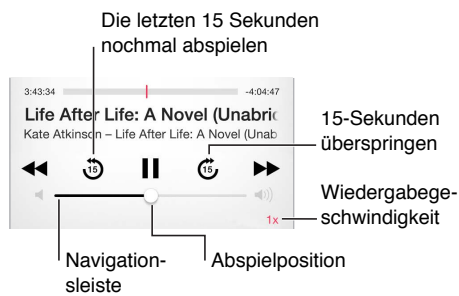 Die letzten 15 Sekunden
nochmal abspielen
3:43:34 -4:04:47
Life After Life: A Novel (Unabri
Kate Atkinson – Life After Life: A Novel (Unab
15 15
15-Sekunden
überspringen
Wiedergabege-
schwindigkeit
1x
Navigation-
sleiste
Abspielposition